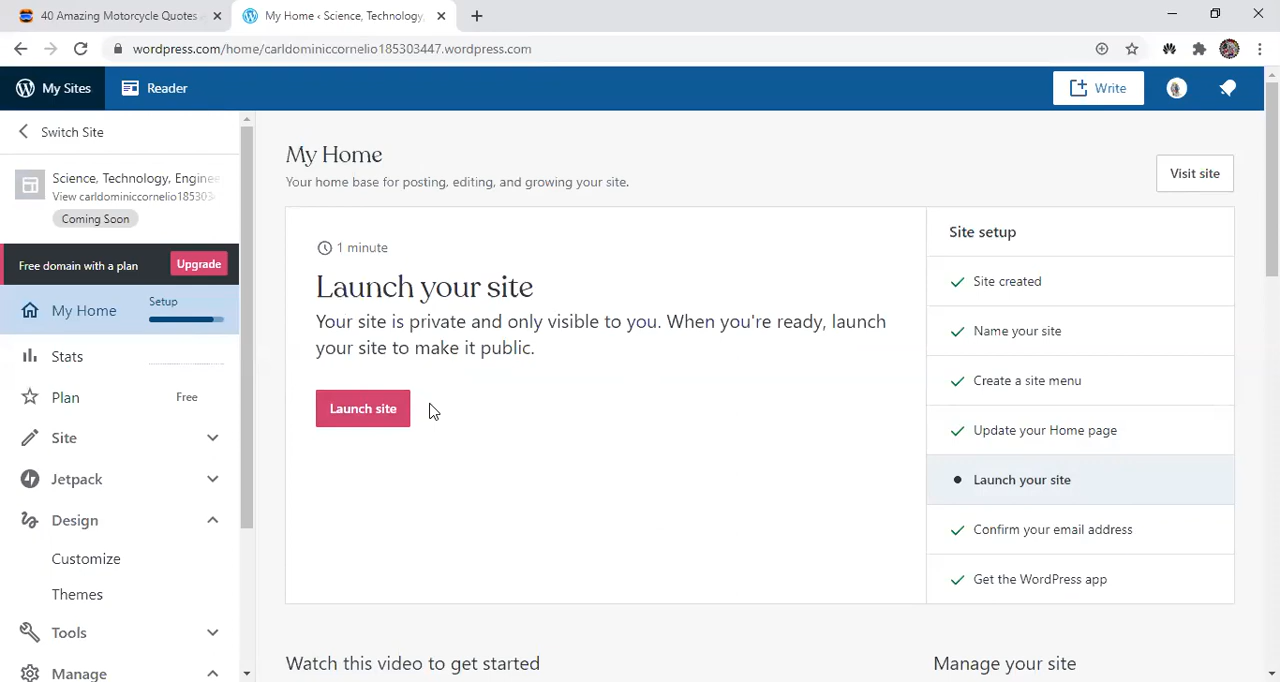 40 Amazing Motorcycle Quotes
My Home ‹ Science, Technology,
wordpress.com/home/carldominiccornelio185303447.wordpress.com
My Sites
Reader
Write
Switch Site
Science, Technology, Enginee
View carldominiccornelio185303
Coming Soon
Free domain with a plan
Upgrade
My Home
Setup
Stats
Plan
Free
Site
Jetpack
Design
Customize
Themes
Tools
Manage
My Home
Your home base for posting, editing, and growing your site.
Visit site
1 minute
Launch your site
Your site is private and only visible to you. When you're ready, launch
your site to make it public.
Launch site
Site setup
Site created
Name your site
Create a site menu
Update your Home page
Launch your site
Confirm your email address
Get the WordPress app
Watch this video to get started
Manage your site